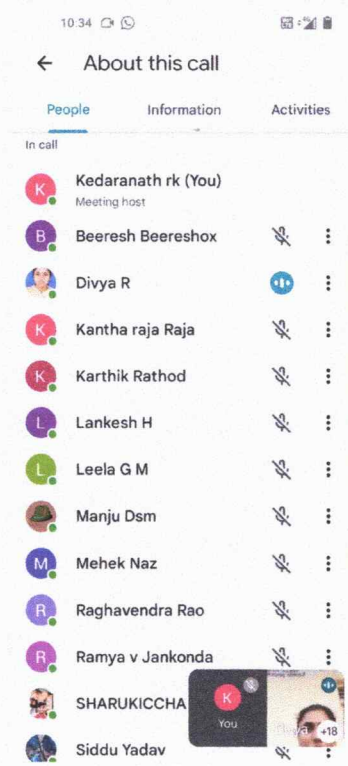 10:34
About this call
People Information Activities
In call
K Kedaranath rk (You)
Meeting host
B Beeresh Beereshox
Divya R
K Kantha raja Raja
K Karthik Rathod
L Lankesh H
L Leela G M
Manju Dsm
M Mehek Naz
R Raghavendra Rao
R Ramya v Jankonda
SHARUKICCHA
K
You
+18
Siddu Yadav